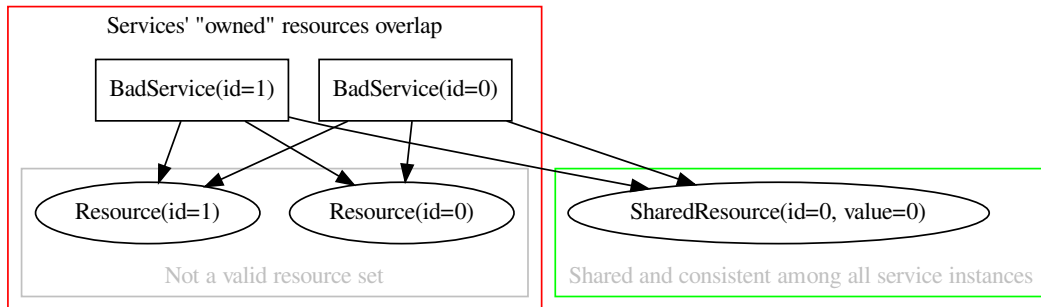 Services' "owned" resources overlap
BadService(id=1)
BadService(id=0)
Resource(id=1)
Resource(id=0)
SharedResource(id=0, value=0)
Not a valid resource set
Shared and consistent among all service instances